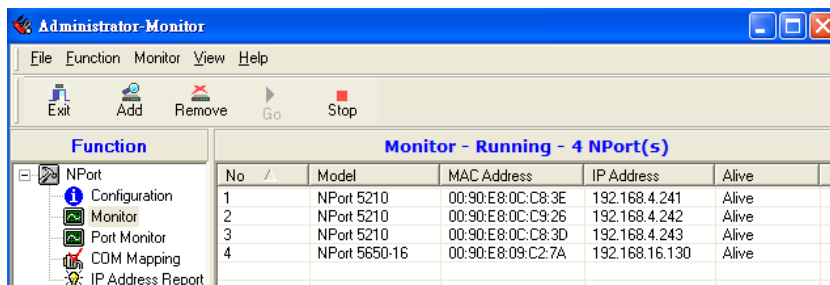 Administrator-Monitor
File Function Monitor View Help
Exit Add Remove Go Stop
Function
Monitor - Running - 4 NPort(s)
NPort
Configuration
Monitor
Port Monitor
COM Mapping
IP Address Report
No Model MAC Address IP Address Alive
1 NPort 5210 00:90:E8:0C:C8:3E 192.168.4.241 Alive
2 NPort 5210 00:90:E8:0C:C9:26 192.168.4.242 Alive
3 NPort 5210 00:90:E8:0C:C8:3D 192.168.4.243 Alive
4 NPort 5650-16 00:90:E8:09:C2:7A 192.168.16.130 Alive